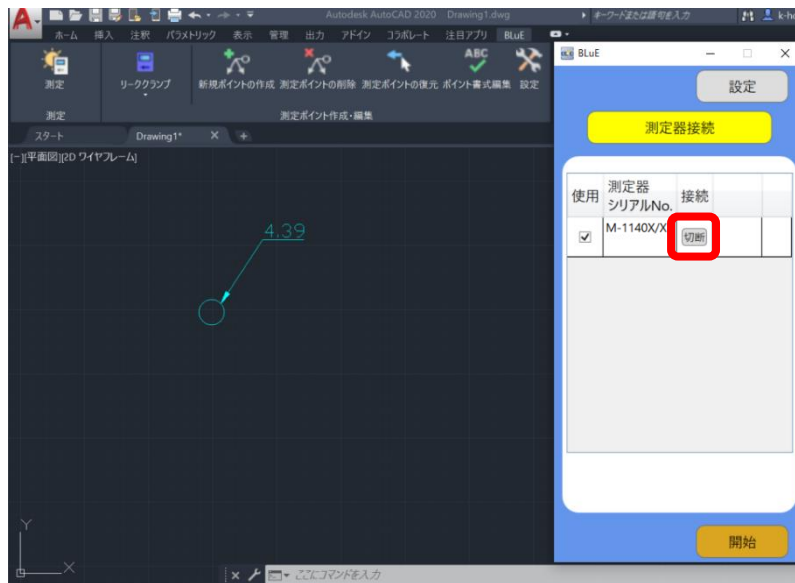 Autodesk AutoCAD 2020 Drawing1.dwg
キーワードまたは語句を入力
ホーム 挿入 注釈 パラメトリック 表示 管理 出力 アドイン コラボレート 注目アプリ BLuE
測定 リーククランプ 新規ポイントの作成 測定ポイントの削除 測定ポイントの復元 ポイント書式編集 設定
ABC
測定 測定ポイント作成・編集
スタート Drawing1* X +
[−][平面図][2D ワイヤフレーム]
4.39
Y
X
ここにコマンドを入力
BLuE
設定
測定器接続
使用 測定器 接続
シリアルNo.
M-1140X/X 切断
開始